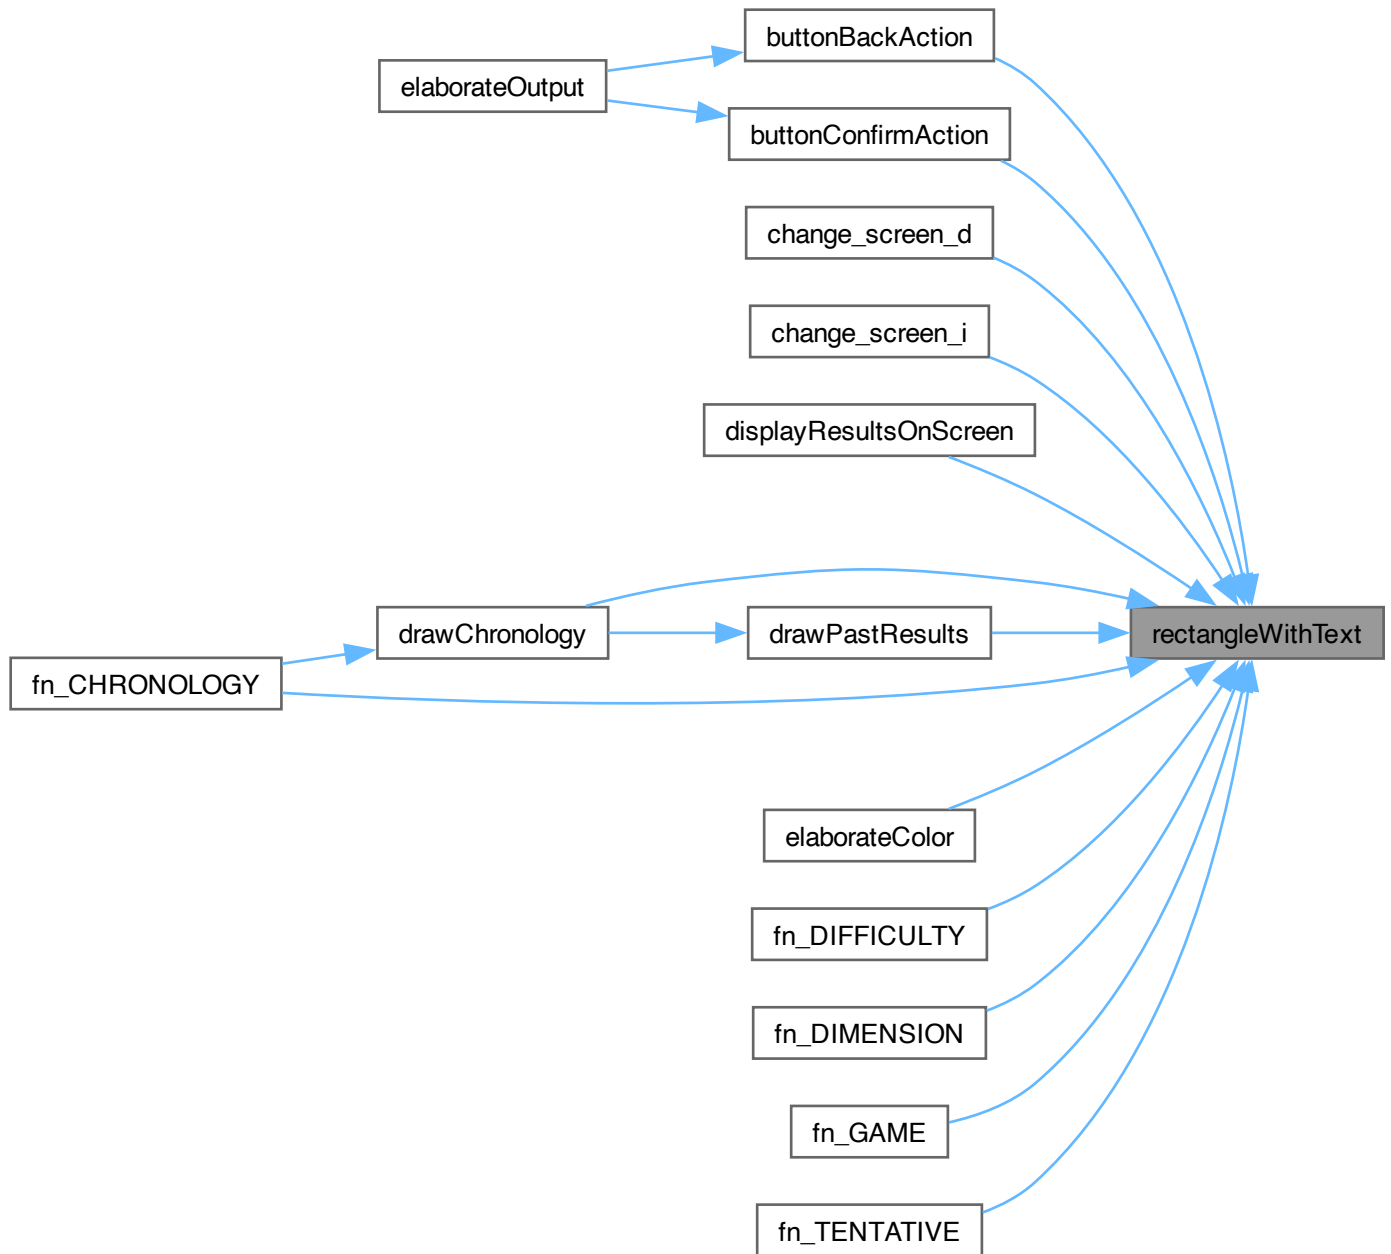 buttonBackAction
elaborateOutput
buttonConfirmAction
change_screen_d
change_screen_i
displayResultsOnScreen
drawChronology
drawPastResults
rectangleWithText
fn_CHRONOLOGY
elaborateColor
fn_DIFFICULTY
fn_DIMENSION
fn_GAME
fn_TENTATIVE